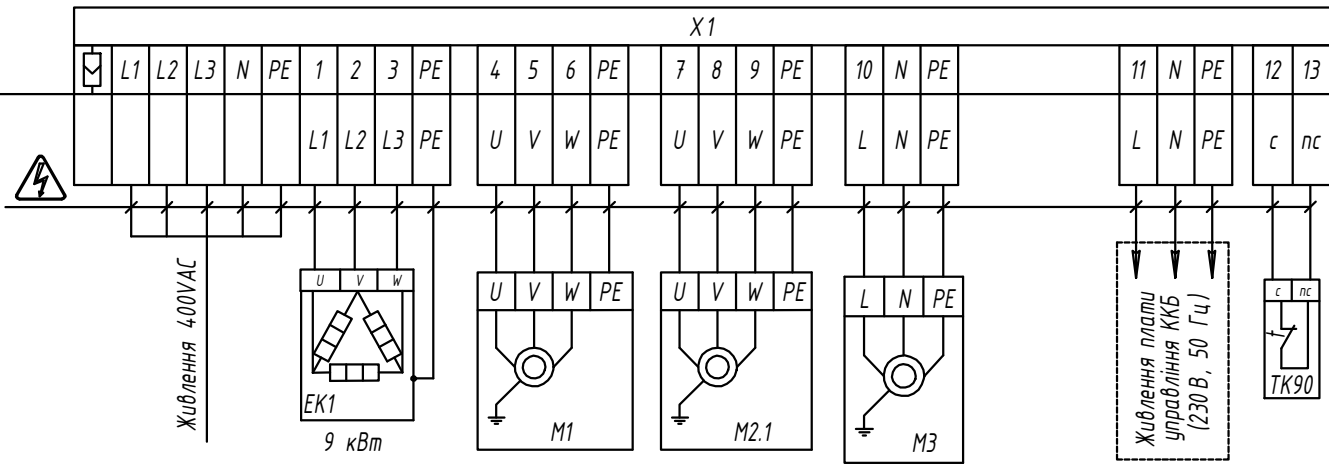 X1
L1 L2 L3 N PE 1 2 3 PE 4 5 6 PE 7 8 9 PE 10 N PE 11 N PE 12 13
L1 L2 L3 PE U V W PE U V W PE L N PE L N PE c пс
U V W U V W PE U V W PE L N PE c пс
Живлення 400VAC
EK1
9 кВт
M1
M2.1
M3
Живлення плати
управління ККБ
(230 В, 50 Гц)
TK90